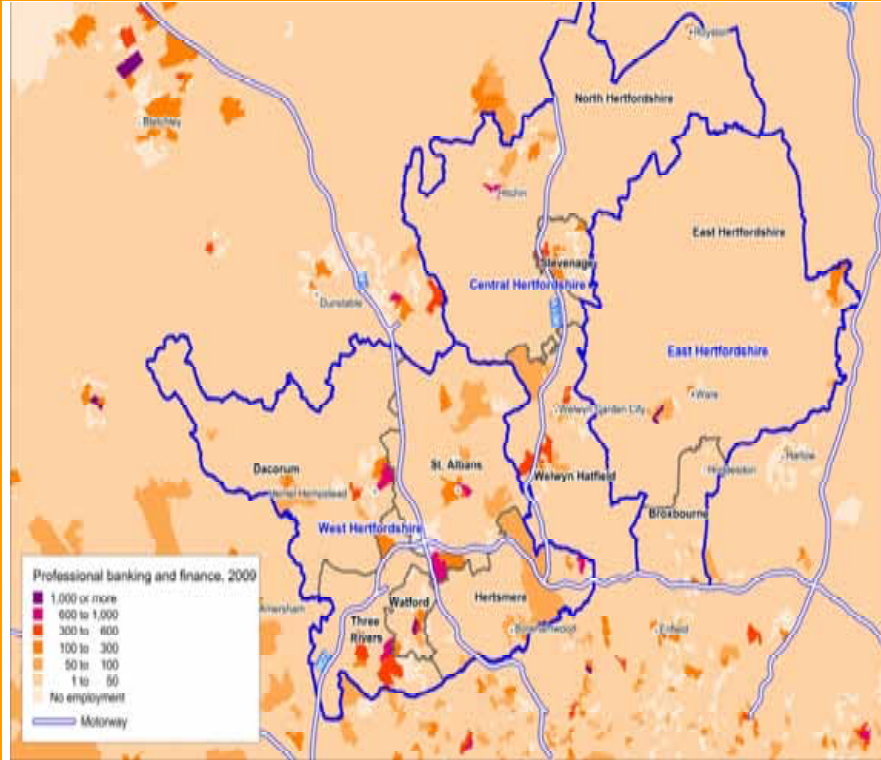 Royston
North Hertfordshire
Bletchley
Hitchin
East Hertfordshire
Stevenage
Central Hertfordshire
Dunstable
East Hertfordshire
Ware
Welwyn Garden City
Harlow
St. Albans
Dacorum
Welwyn Hatfield
Hoddesdon
Hemel Hempstead
Broxbourne
West Hertfordshire
Professional banking and finance, 2009
1,000 or more
600 to 1,000
300 to 600
100 to 300
50 to 100
1 to 50
No employment
Motorway
Amersham
Watford
Hertsmere
Three
Rivers
Borehamwood
Enfield